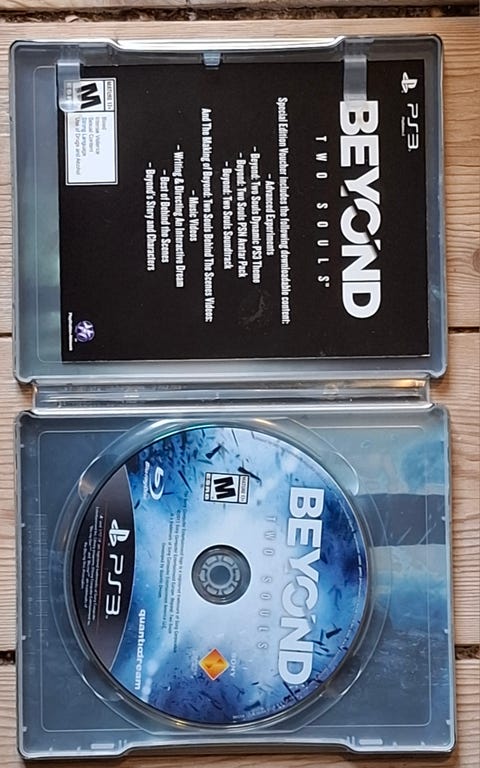 PS3
BEYOND
TWO SOULS™
Special Edition Voucher includes the following downloadable content:
- Advanced Experiments
- Beyond: Two Souls Dynamic PS3 Theme
- Beyond: Two Souls PSN Avatar Pack
- Beyond: Two Souls Soundtrack
And The Making of Beyond: Two Souls Behind The Scenes Videos:
- Music Videos
- Writing & Directing An Interactive Dream
- Best of Behind the Scenes
- Beyond's Story and Characters
MATURE 17+
M
Blood
Intense Violence
Sexual Content
Strong Language
Use of Drugs and Alcohol
BEYOND
TWO SOULS
M
SONY
PS3
quanticdream